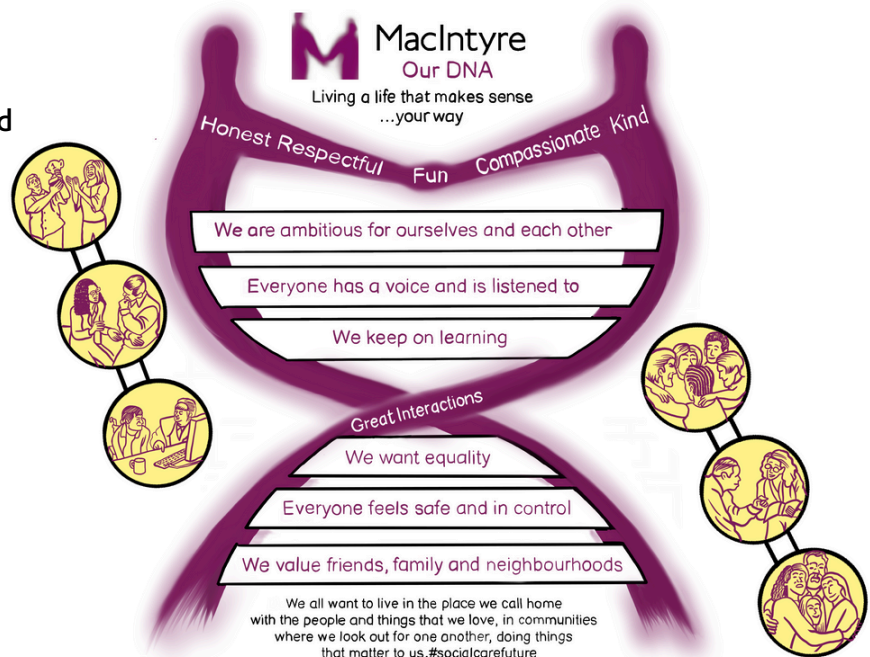 MacIntyre
Our DNA
Living a life that makes sense
...your way
d
Honest Respectful Fun Compassionate Kind
We are ambitious for ourselves and each other
Everyone has a voice and is listened to
We keep on learning
Great Interactions
We want equality
Everyone feels safe and in control
We value friends, family and neighbourhoods
We all want to live in the place we call home
with the people and things that we love, in communities
where we look out for one another, doing things
that matter to us.#socialcarefuture